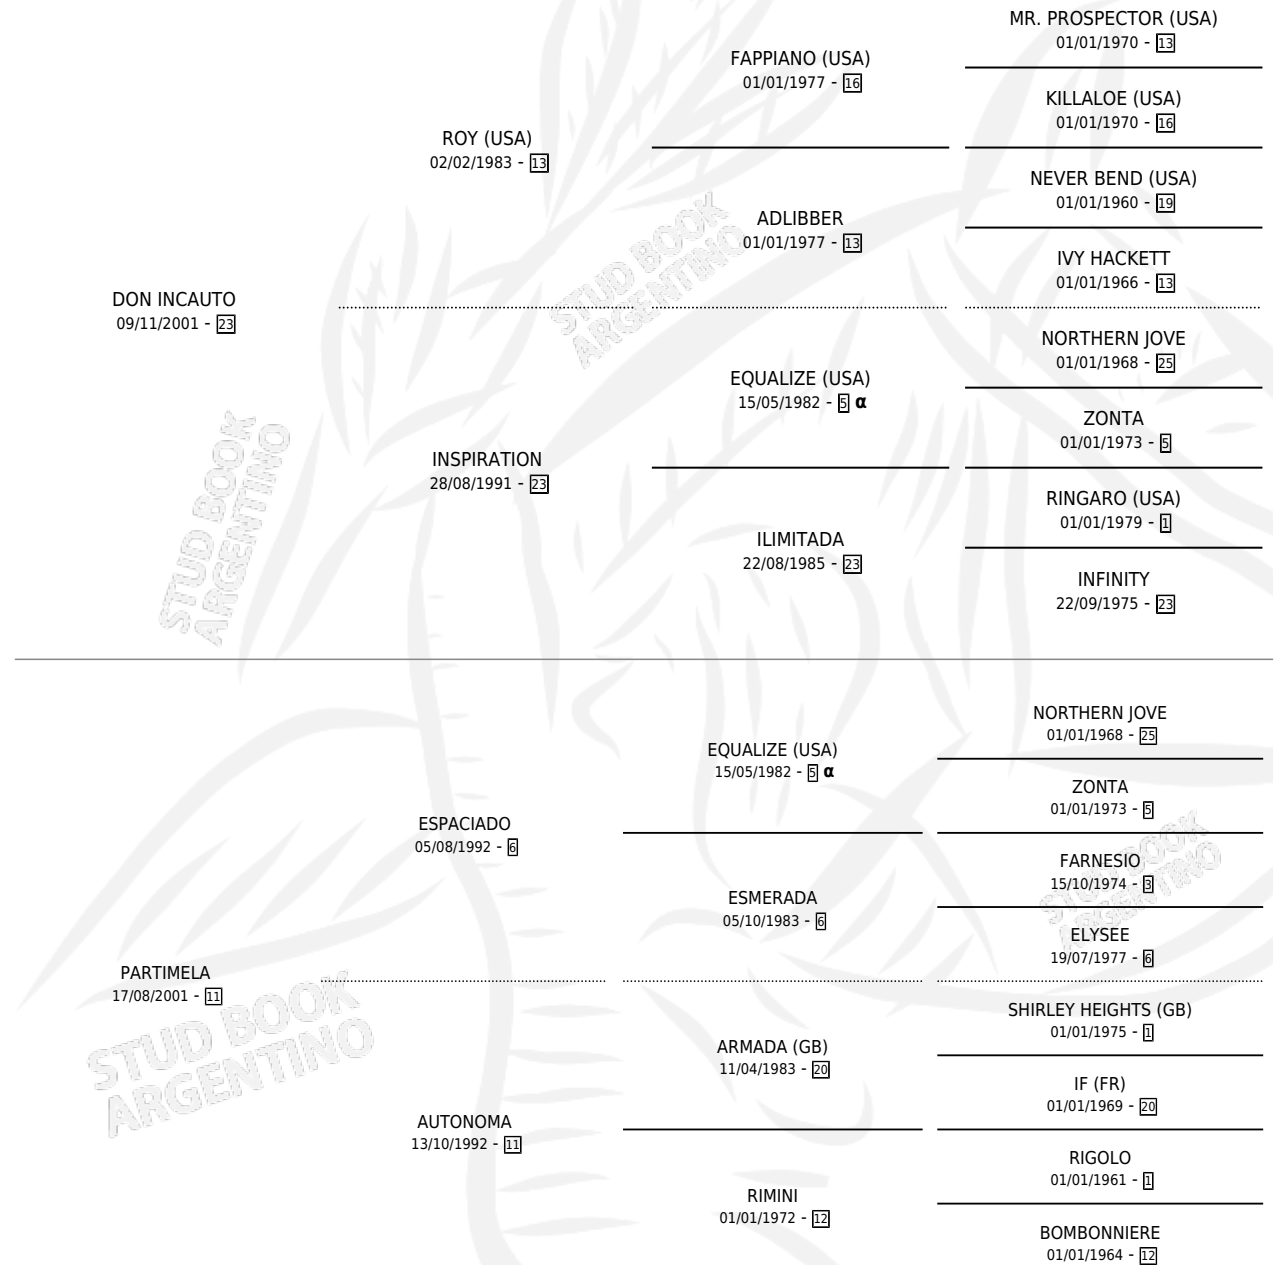 MR. PROSPECTOR (USA)
01/01/1970 - 13
FAPPIANO (USA)
01/01/1977 - 16
KILLALOE (USA)
01/01/1970 - 16
ROY (USA)
02/02/1983 - 13
NEVER BEND (USA)
01/01/1960 - 19
ADLIBBER
01/01/1977 - 13
IVY HACKETT
01/01/1966 - 13
STUD BOOK
ARGENTINO
DON INCAUTO
09/11/2001 - 23
NORTHERN JOVE
01/01/1968 - 25
EQUALIZE (USA)
15/05/1982 - 5 α
ZONTA
01/01/1973 - 5
INSPIRATION
28/08/1991 - 23
RINGARO (USA)
01/01/1979 - 1
ILIMITADA
22/08/1985 - 23
INFINITY
22/09/1975 - 23
STUD BOOK
ARGENTINO
NORTHERN JOVE
01/01/1968 - 25
EQUALIZE (USA)
15/05/1982 - 5 α
ZONTA
01/01/1973 - 5
ESPACIADO
05/08/1992 - 6
FARNESIO
15/10/1974 - 3
ESMERADA
05/10/1983 - 6
ELYSEE
19/07/1977 - 6
STUD BOOK
ARGENTINO
PARTIMELA
17/08/2001 - 11
STUD BOOK
ARGENTINO
SHIRLEY HEIGHTS (GB)
01/01/1975 - 1
ARMADA (GB)
11/04/1983 - 20
IF (FR)
01/01/1969 - 20
AUTONOMA
13/10/1992 - 11
RIGOLO
01/01/1961 - 1
RIMINI
01/01/1972 - 12
BOMBONNIERE
01/01/1964 - 12